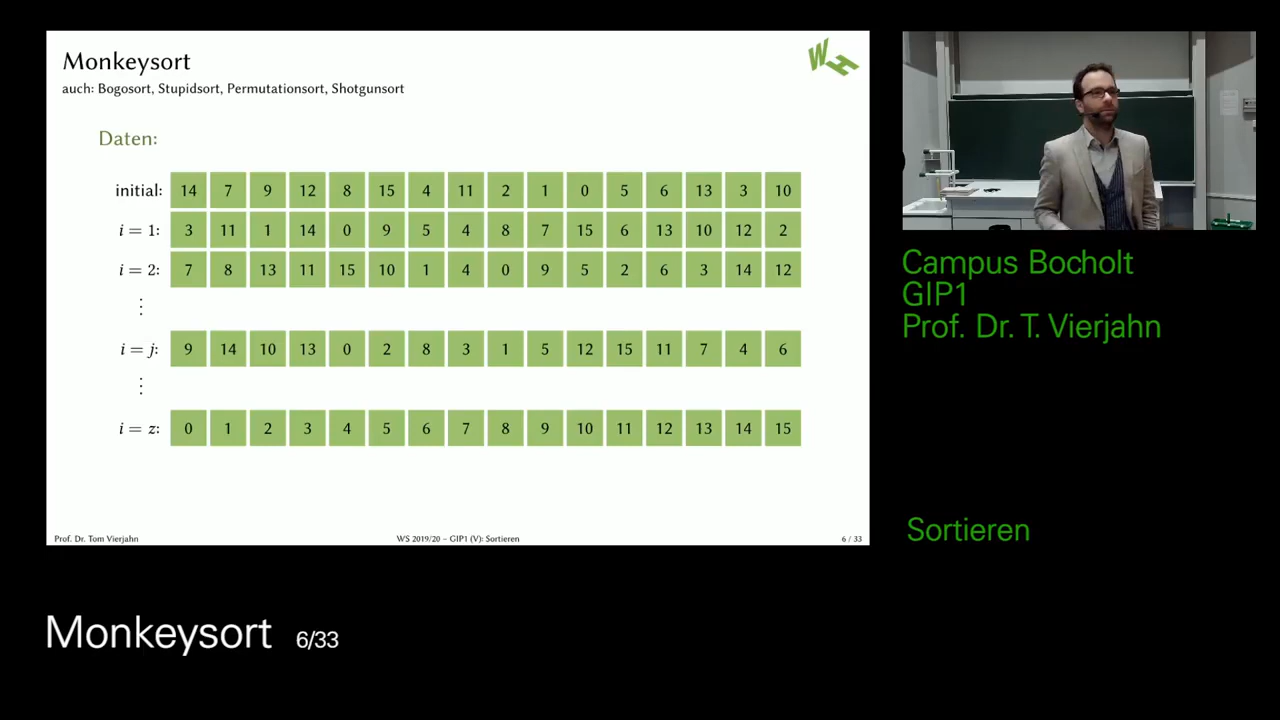 Monkeysort
auch: Bogosort, Stupidsort, Permutationsort, Shotgunsort
WH
Daten:
initial: 14 7 9 12 8 15 4 11 2 1 0 5 6 13 3 10
i = 1: 3 11 1 14 0 9 5 4 8 7 15 6 13 10 12 2
i = 2: 7 8 13 11 15 10 1 4 0 9 5 2 6 3 14 12
⋮
i = j: 9 14 10 13 0 2 8 3 1 5 12 15 11 7 4 6
⋮
i = z: 0 1 2 3 4 5 6 7 8 9 10 11 12 13 14 15
Prof. Dr. Tom Vierjahn WS 2019/20 – GIP1 (V): Sortieren 6 / 33
Campus Bocholt
GIP1
Prof. Dr. T. Vierjahn
Sortieren
Monkeysort 6/33